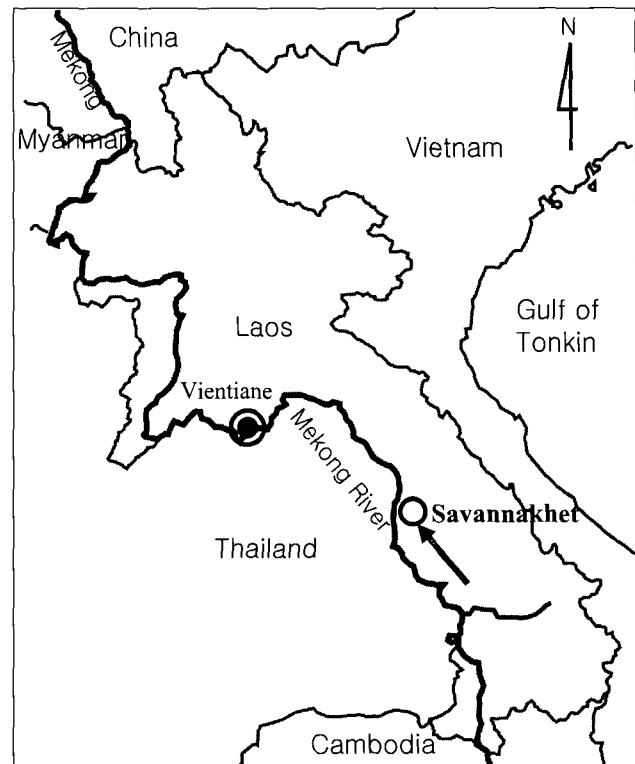 China
N
Mekong
Myanmar
Vietnam
Gulf of
Tonkin
Laos
Vientiane
Mekong River
Savannakhet
Thailand
Cambodia